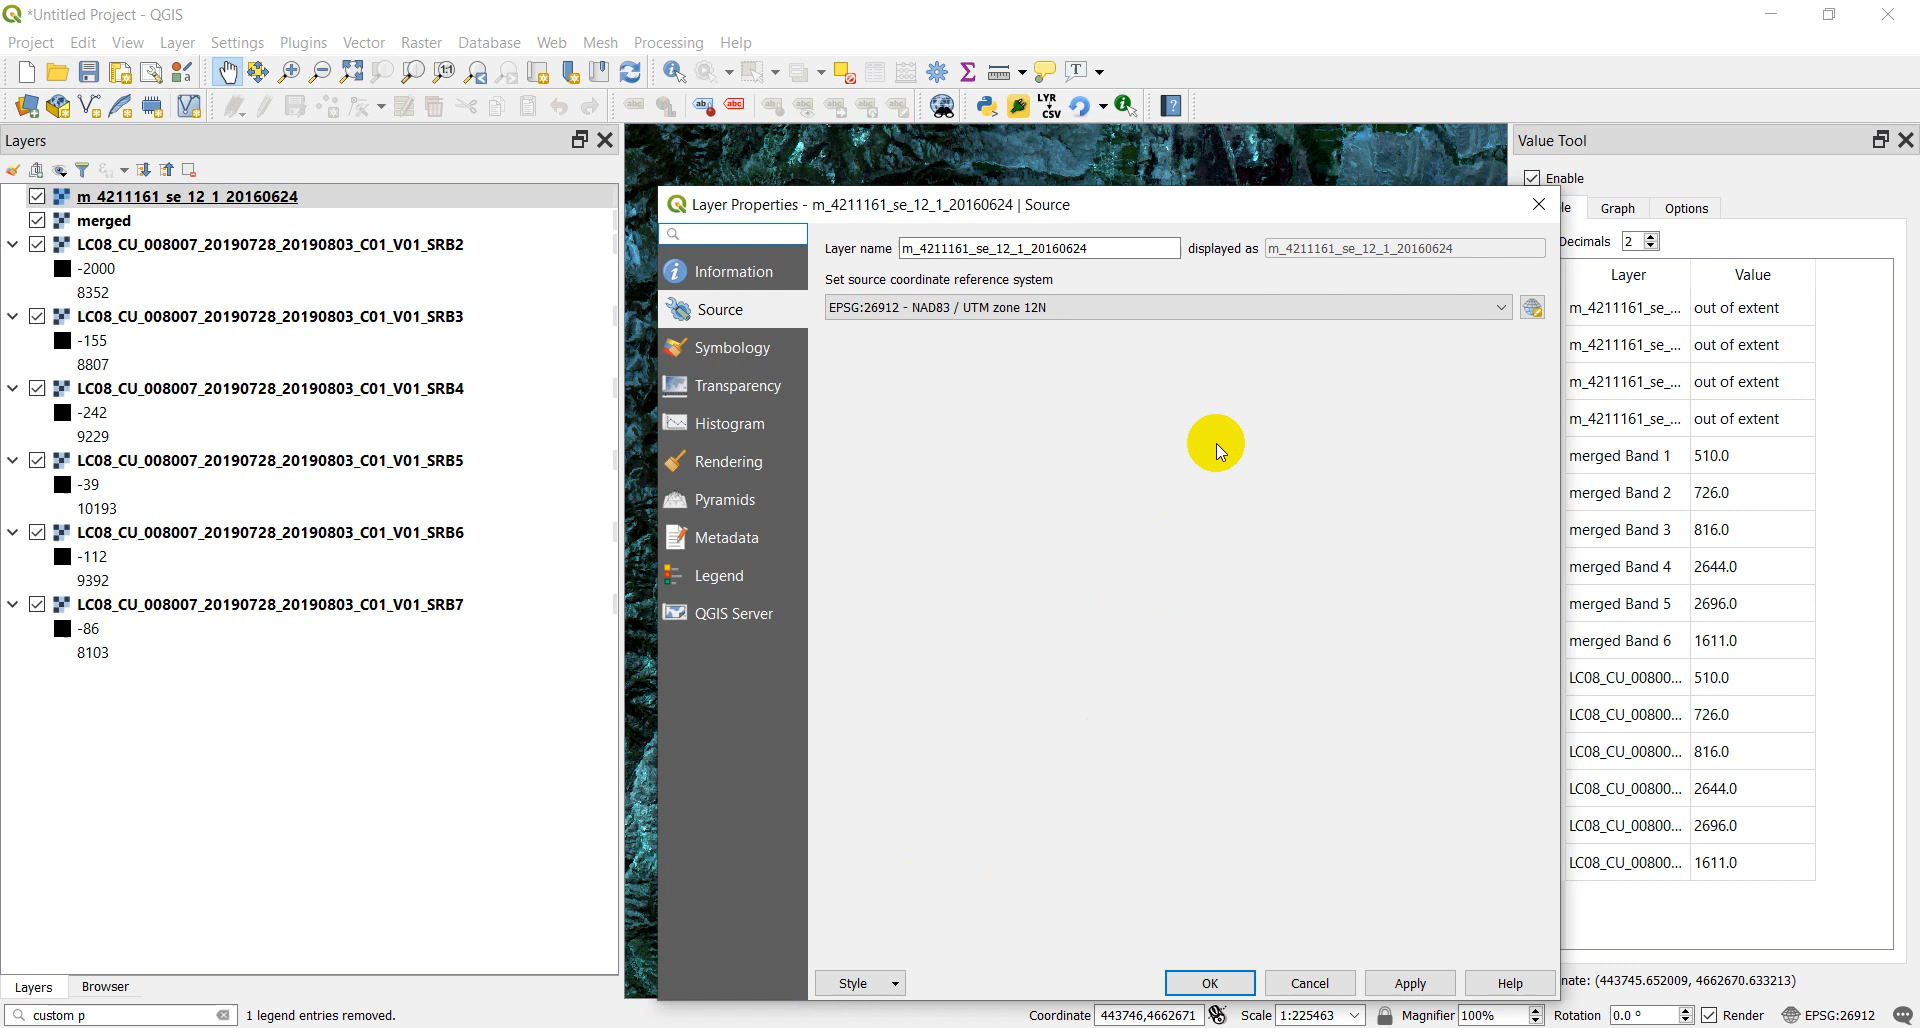 *Untitled Project - QGIS
Project Edit View Layer Settings Plugins Vector Raster Database Web Mesh Processing Help
Layers
m_4211161_se_12_1_20160624
merged
LC08_CU_008007_20190728_20190803_C01_V01_SRB2
-2000
8352
LC08_CU_008007_20190728_20190803_C01_V01_SRB3
-155
8807
LC08_CU_008007_20190728_20190803_C01_V01_SRB4
-242
9229
LC08_CU_008007_20190728_20190803_C01_V01_SRB5
-39
10193
LC08_CU_008007_20190728_20190803_C01_V01_SRB6
-112
9392
LC08_CU_008007_20190728_20190803_C01_V01_SRB7
-86
8103
Layers Browser
Layer Properties - m_4211161_se_12_1_20160624 | Source
Information
Source
Symbology
Transparency
Histogram
Rendering
Pyramids
Metadata
Legend
QGIS Server
Layer name m_4211161_se_12_1_20160624 displayed as m_4211161_se_12_1_20160624
Set source coordinate reference system
EPSG:26912 - NAD83 / UTM zone 12N
Style OK Cancel Apply Help
Value Tool
Enable
le Graph Options
Decimals 2
Layer Value
m_4211161_se_... out of extent
m_4211161_se_... out of extent
m_4211161_se_... out of extent
m_4211161_se_... out of extent
merged Band 1 510.0
merged Band 2 726.0
merged Band 3 816.0
merged Band 4 2644.0
merged Band 5 2696.0
merged Band 6 1611.0
LC08_CU_00800... 510.0
LC08_CU_00800... 726.0
LC08_CU_00800... 816.0
LC08_CU_00800... 2644.0
LC08_CU_00800... 2696.0
LC08_CU_00800... 1611.0
nate: (443745.652009, 4662670.633213)
custom p 1 legend entries removed. Coordinate 443746,4662671 Scale 1:225463 Magnifier 100% Rotation 0.0 ° Render EPSG:26912